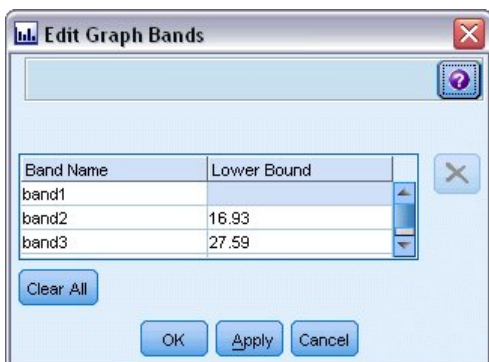 Edit Graph Bands
?
Band Name Lower Bound
band1
band2 16.93
band3 27.59
Clear All
OK Apply Cancel